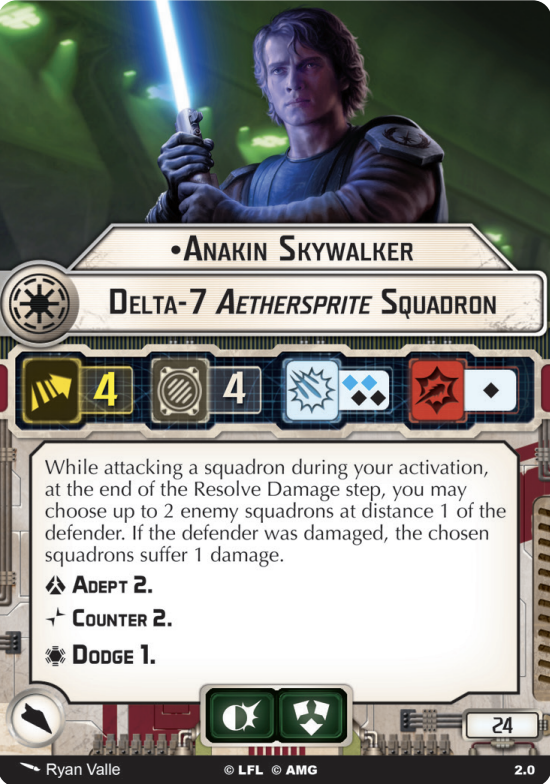 •Anakin Skywalker
Delta-7 Aethersprite Squadron
4 4
While attacking a squadron during your activation,
at the end of the Resolve Damage step, you may
choose up to 2 enemy squadrons at distance 1 of the
defender. If the defender was damaged, the chosen
squadrons suffer 1 damage.
Adept 2.
Counter 2.
Dodge 1.
24
Ryan Valle © LFL © AMG 2.0